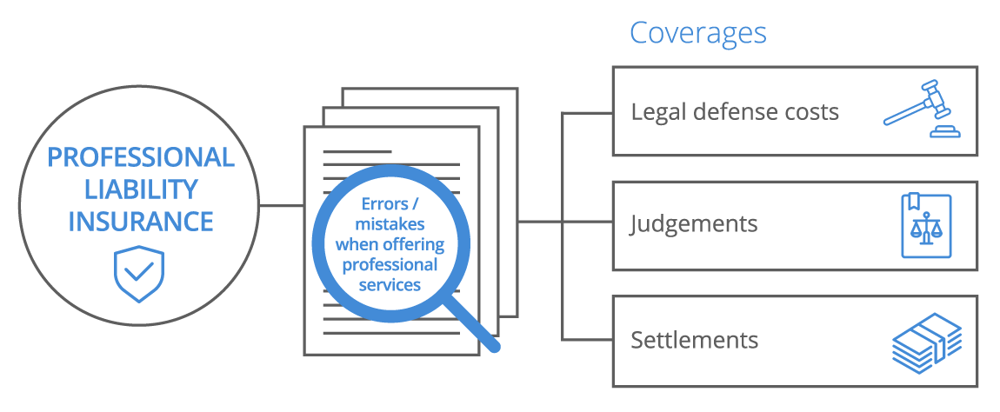 PROFESSIONAL
LIABILITY
INSURANCE
Errors /
mistakes
when offering
professional
services
Coverages
Legal defense costs
Judgements
Settlements